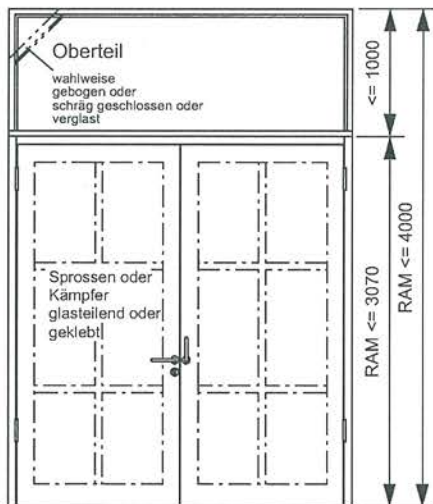 Oberteil
wahlweise
gebogen oder
schräg geschlossen oder
verglast
<= 1000
RAM <= 4000
RAM <= 3070
Sprossen oder
Kämpfer
glasteilend oder
geklebt